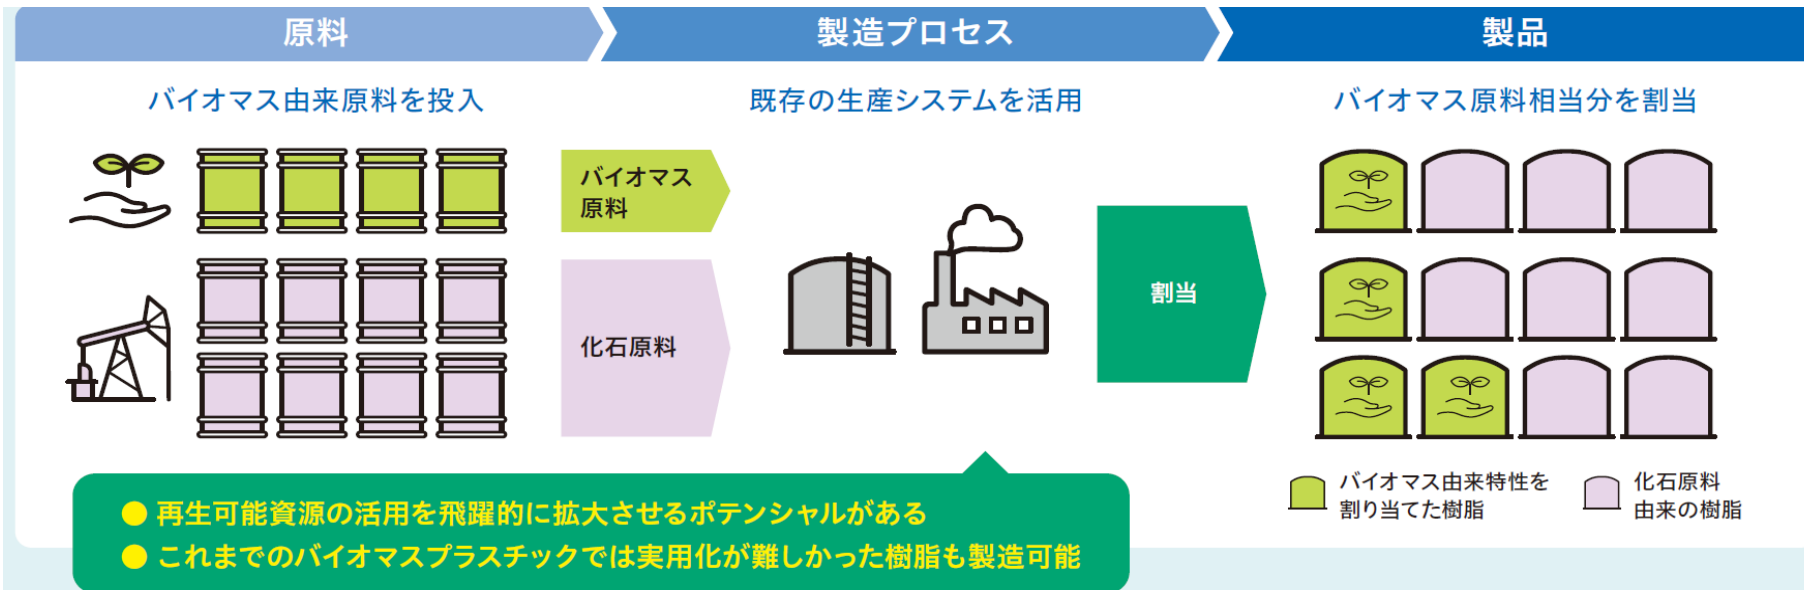 原料
製造プロセス
製品
バイオマス由来原料を投入
既存の生産システムを活用
バイオマス原料相当分を割当
バイオマス
原料
化石原料
割当
バイオマス由来特性を
割り当てた樹脂
化石原料
由来の樹脂
● 再生可能資源の活用を飛躍的に拡大させるポテンシャルがある
● これまでのバイオマスプラスチックでは実用化が難しかった樹脂も製造可能